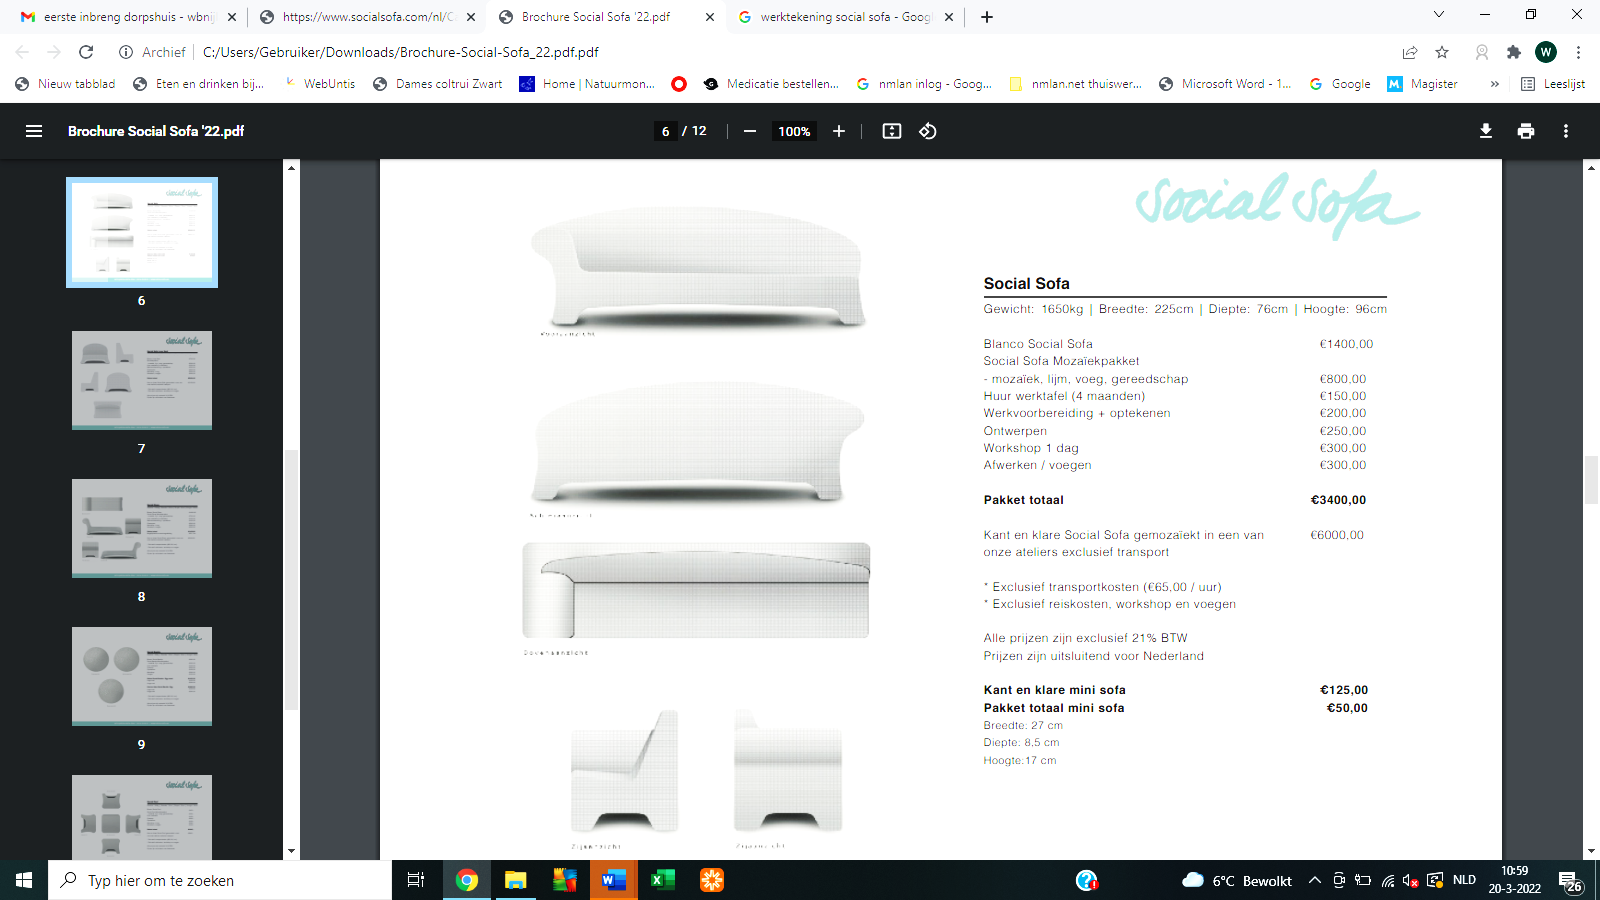 eerste inbreng dorpshuis - wbnij
https://www.socialsofa.com/nl/Ca
Brochure Social Sofa '22.pdf
werktekening social sofa - Googl
Archief
C:/Users/Gebruiker/Downloads/Brochure-Social-Sofa_22.pdf.pdf
W
Nieuw tabblad
Eten en drinken bij...
WebUntis
Dames coltrui Zwart
Home | Natuurmon...
Medicatie bestellen...
nmlan inlog - Goog...
nmlan.net thuiswer...
Microsoft Word - 1...
Google
Magister
»
Leeslijst
Brochure Social Sofa '22.pdf
6 / 12
100%
6
7
8
9
social sofa
Social Sofa
Gewicht: 1650kg | Breedte: 225cm | Diepte: 76cm | Hoogte: 96cm
Blanco Social Sofa €1400,00
Social Sofa Mozaïekpakket
- mozaïek, lijm, voeg, gereedschap €800,00
Huur werktafel (4 maanden) €150,00
Werkvoorbereiding + optekenen €200,00
Ontwerpen €250,00
Workshop 1 dag €300,00
Afwerken / voegen €300,00
Pakket totaal €3400,00
Kant en klare Social Sofa gemozaïekt in een van €6000,00
onze ateliers exclusief transport
* Exclusief transportkosten (€65,00 / uur)
* Exclusief reiskosten, workshop en voegen
Alle prijzen zijn exclusief 21% BTW
Prijzen zijn uitsluitend voor Nederland
Kant en klare mini sofa €125,00
Pakket totaal mini sofa €50,00
Breedte: 27 cm
Diepte: 8,5 cm
Hoogte:17 cm
Bovenaanzicht
Zijaanzicht
Zijaanzicht
Typ hier om te zoeken
6°C Bewolkt
NLD
10:59
20-3-2022
26